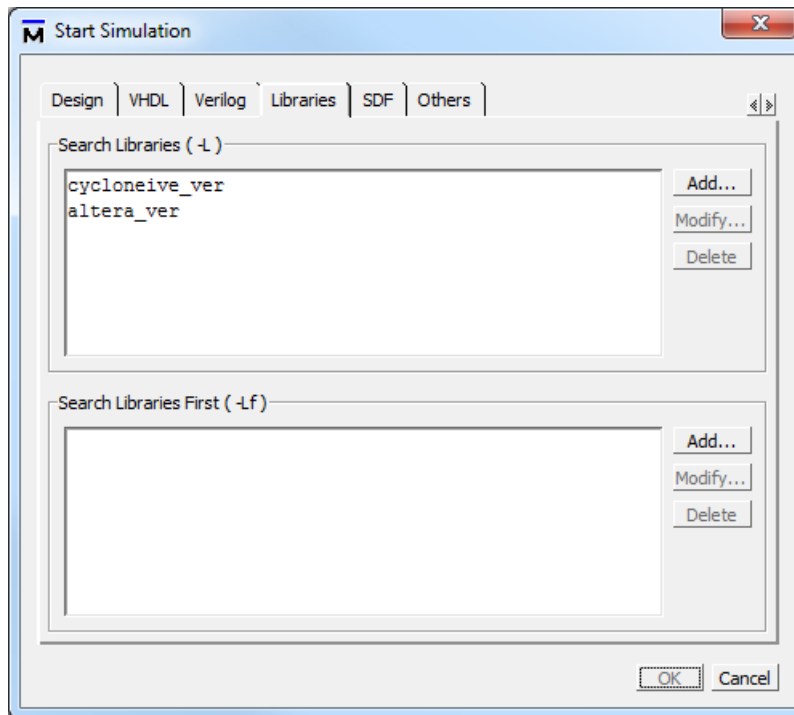 Start Simulation
Design VHDL Verilog Libraries SDF Others
Search Libraries ( -L )
cycloneive_ver
altera_ver
Add...
Modify...
Delete
Search Libraries First ( -Lf )
Add...
Modify...
Delete
OK Cancel